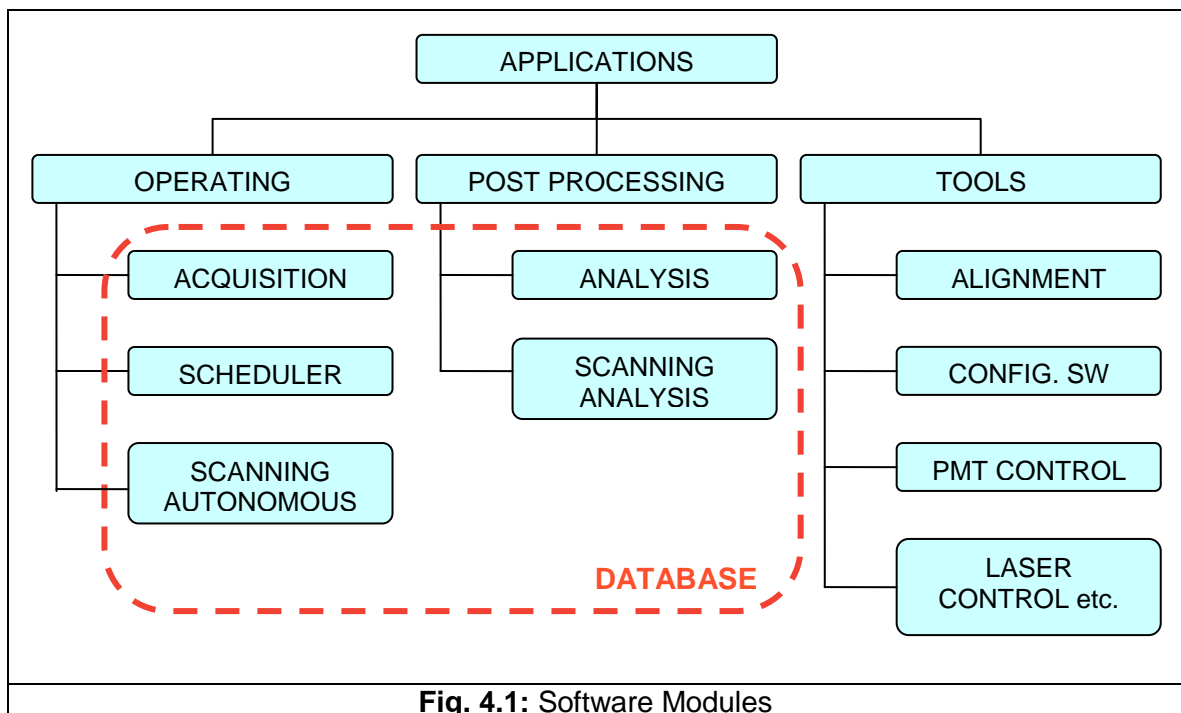 APPLICATIONS
OPERATING
POST PROCESSING
TOOLS
ACQUISITION
ANALYSIS
ALIGNMENT
SCHEDULER
SCANNING
ANALYSIS
CONFIG. SW
SCANNING
AUTONOMOUS
PMT CONTROL
DATABASE
LASER
CONTROL etc.
Fig. 4.1: Software Modules